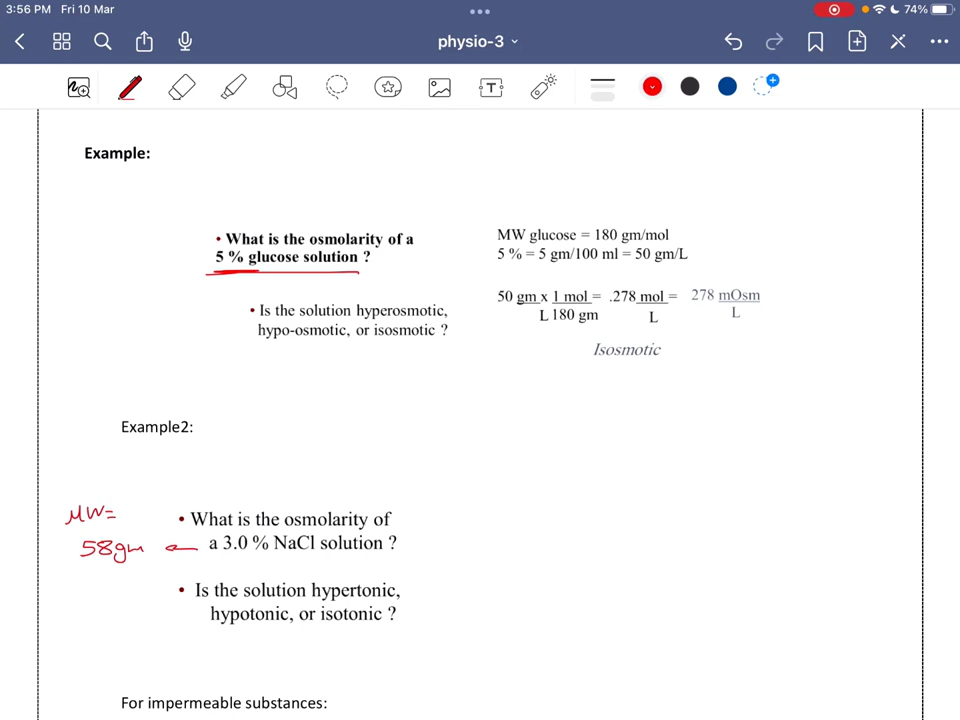 3:56 PM Fri 10 Mar
74%
physio-3
T
Example:
• What is the osmolarity of a
5 % glucose solution ?
• Is the solution hyperosmotic,
hypo-osmotic, or isosmotic ?
MW glucose = 180 gm/mol
5 % = 5 gm/100 ml = 50 gm/L
50 gm x 1 mol = .278 mol = 278 mOsm
L 180 gm L L
Isosmotic
Example2:
MW=
58gm
• What is the osmolarity of
a 3.0 % NaCl solution ?
• Is the solution hypertonic,
hypotonic, or isotonic ?
For impermeable substances: